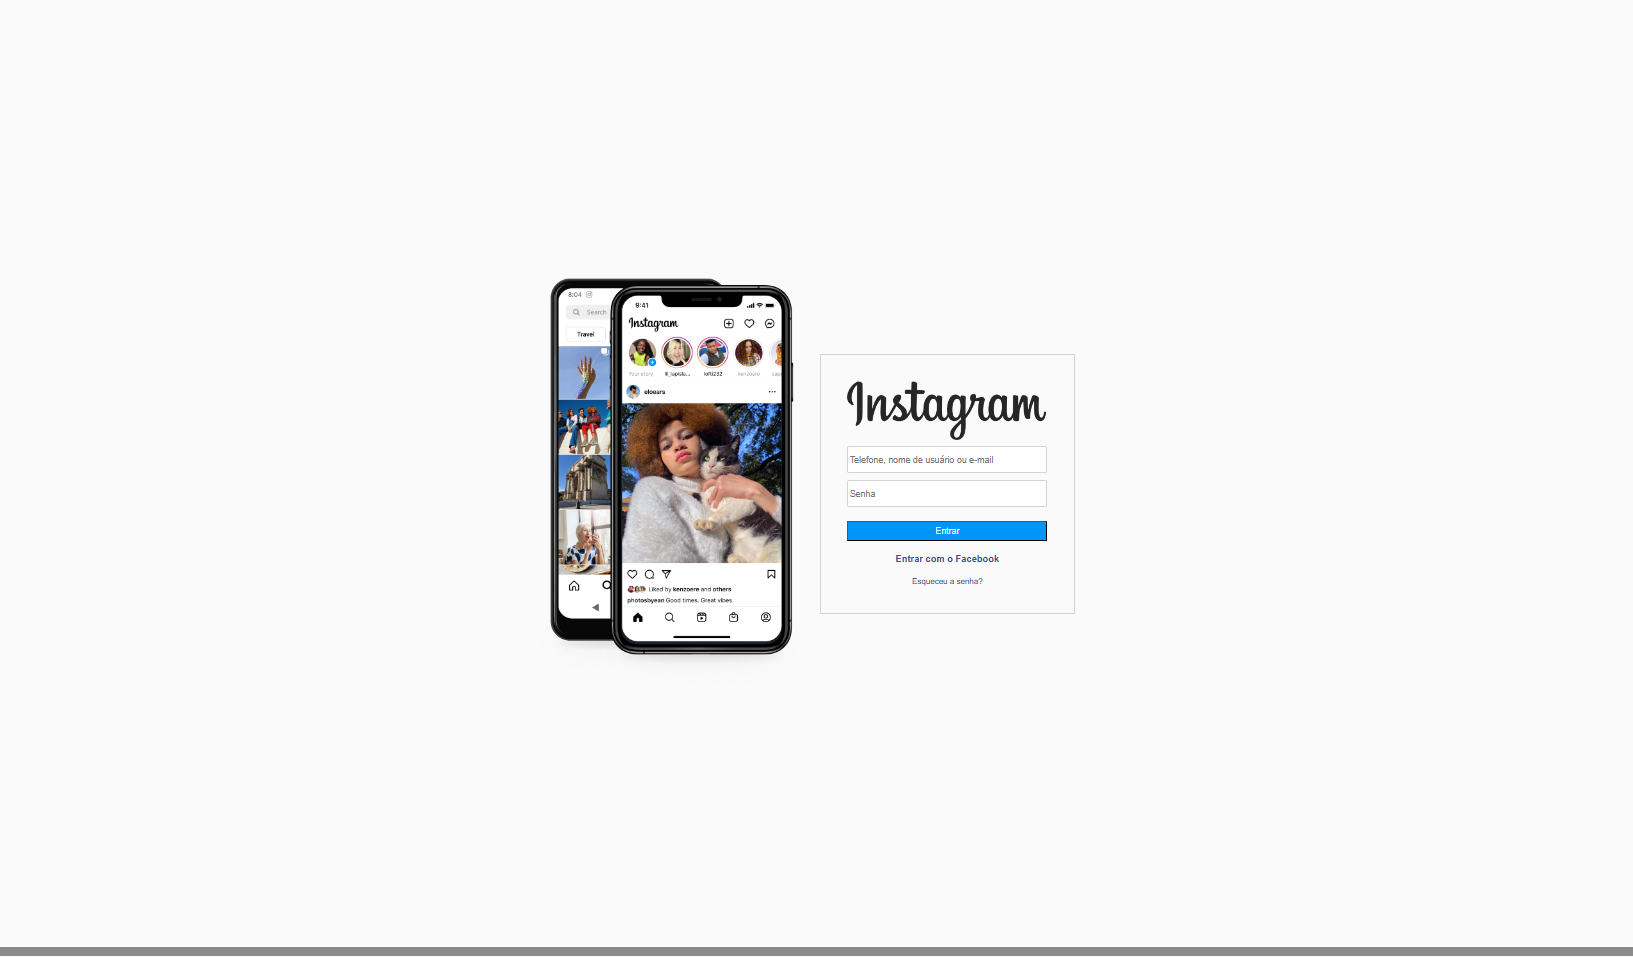 8:04
Search
Travel
9:41
Instagram
Your story
lil_lapisla...
lofti232
kenzoere
eloears
Liked by kenzoere and others
photosbyean Good times. Great vibes.
Instagram
Telefone, nome de usuário ou e-mail
Senha
Entrar
Entrar com o Facebook
Esqueceu a senha?